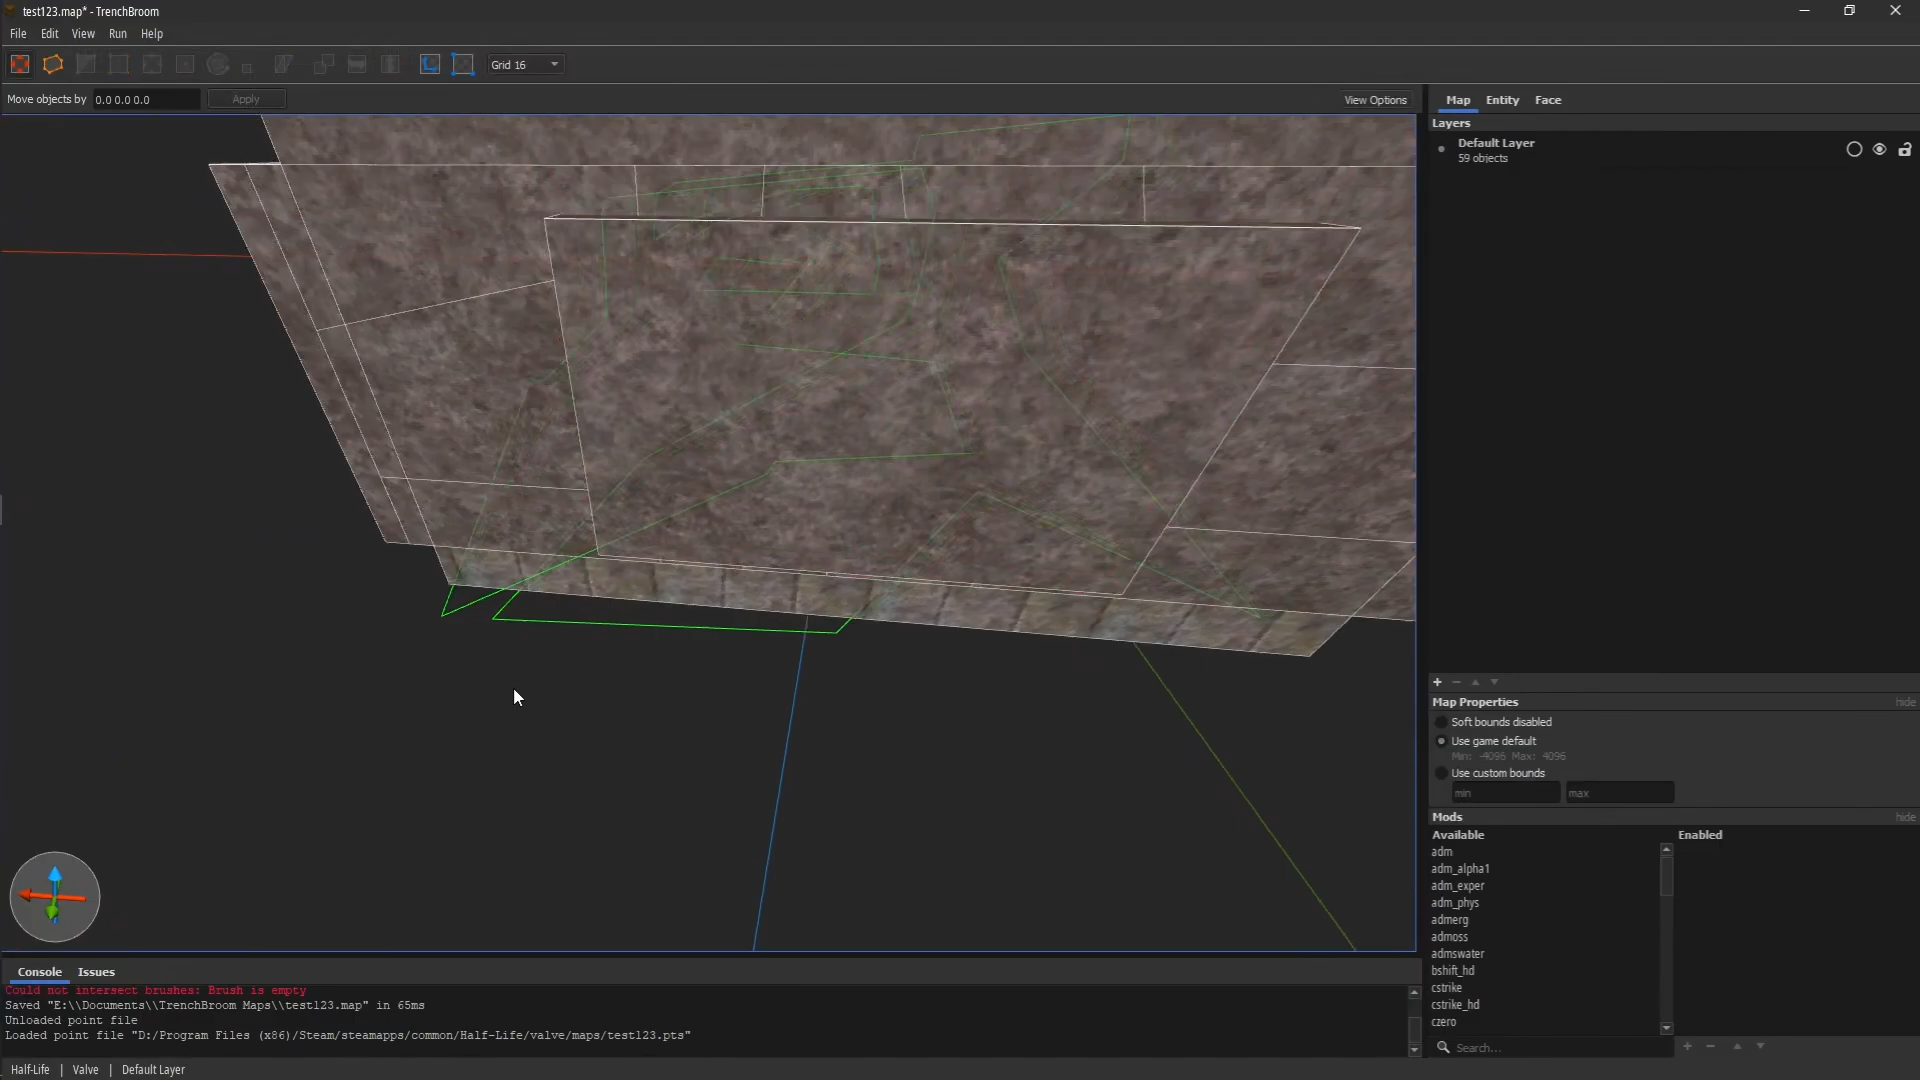 test123.map* - TrenchBroom
File Edit View Run Help
Grid 16
Move objects by 0.0 0.0 0.0 Apply View Options
Map Entity Face
Layers
Default Layer
59 objects
Map Properties hide
Soft bounds disabled
Use game default
Min: -4096 Max: 4096
Use custom bounds
min max
Mods hide
Available Enabled
adm
adm_alpha1
adm_exper
adm_phys
admerg
admoss
admswater
bshift_hd
cstrike
cstrike_hd
czero
Search...
Console Issues
Could not intersect brushes: Brush is empty
Saved "E:\\Documents\\TrenchBroom Maps\\test123.map" in 65ms
Unloaded point file
Loaded point file "D:/Program Files (x86)/Steam/steamapps/common/Half-Life/valve/maps/test123.pts"
Half-Life | Valve | Default Layer